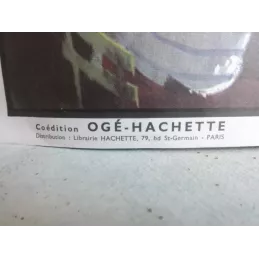 Coédition OGÉ-HACHETTE
Distribution : Librairie HACHETTE, 79, bd St-Germain - PARIS